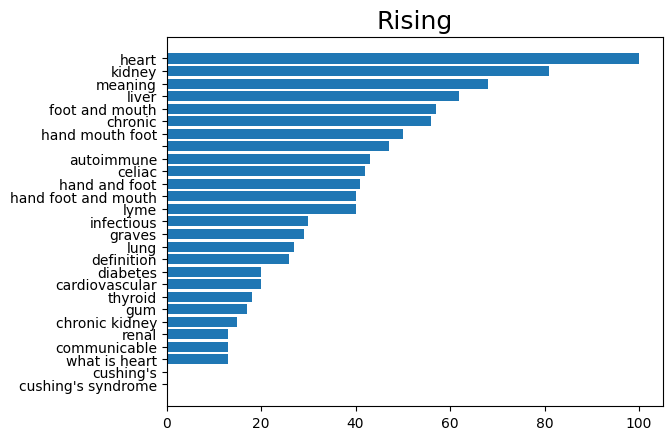 Rising
heart
kidney
meaning
liver
foot and mouth
chronic
hand mouth foot
autoimmune
celiac
hand and foot
hand foot and mouth
lyme
infectious
graves
lung
definition
diabetes
cardiovascular
thyroid
gum
chronic kidney
renal
communicable
what is heart
cushing's
cushing's syndrome
0 20 40 60 80 100